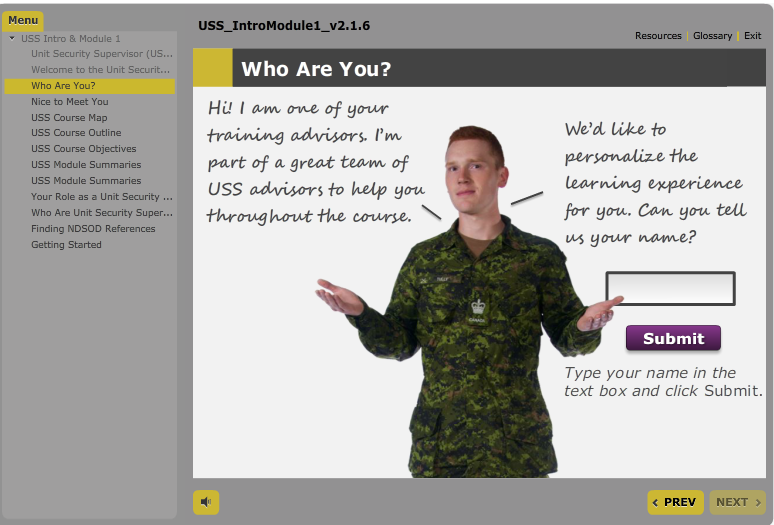 Menu
USS_IntroModule1_v2.1.6
Resources | Glossary | Exit
USS Intro & Module 1
Unit Security Supervisor (US...
Welcome to the Unit Securit...
Who Are You?
Nice to Meet You
USS Course Map
USS Course Outline
USS Course Objectives
USS Module Summaries
USS Module Summaries
Your Role as a Unit Security ...
Who Are Unit Security Super...
Finding NDSOD References
Getting Started
Who Are You?
Hi! I am one of your
training advisors. I'm
part of a great team of
USS advisors to help you
throughout the course.
We'd like to
personalize the
learning experience
for you. Can you tell
us your name?
CANADA
Submit
Type your name in the
text box and click Submit.
PREV
NEXT